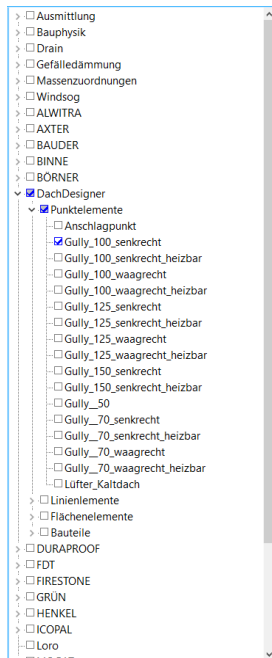 Ausmittlung
Bauphysik
Drain
Gefälledämmung
Massenzuordnungen
Windsog
ALWITRA
AXTER
BAUDER
BINNE
BÖRNER
DachDesigner
Punktelemente
Anschlagpunkt
Gully_100_senkrecht
Gully_100_senkrecht_heizbar
Gully_100_waagrecht
Gully_100_waagrecht_heizbar
Gully_125_senkrecht
Gully_125_senkrecht_heizbar
Gully_125_waagrecht
Gully_125_waagrecht_heizbar
Gully_150_senkrecht
Gully_150_senkrecht_heizbar
Gully__50
Gully__70_senkrecht
Gully__70_senkrecht_heizbar
Gully__70_waagrecht
Gully__70_waagrecht_heizbar
Lüfter_Kaltdach
Linienlemente
Flächenelemente
Bauteile
DURAPROOF
FDT
FIRESTONE
GRÜN
HENKEL
ICOPAL
Loro